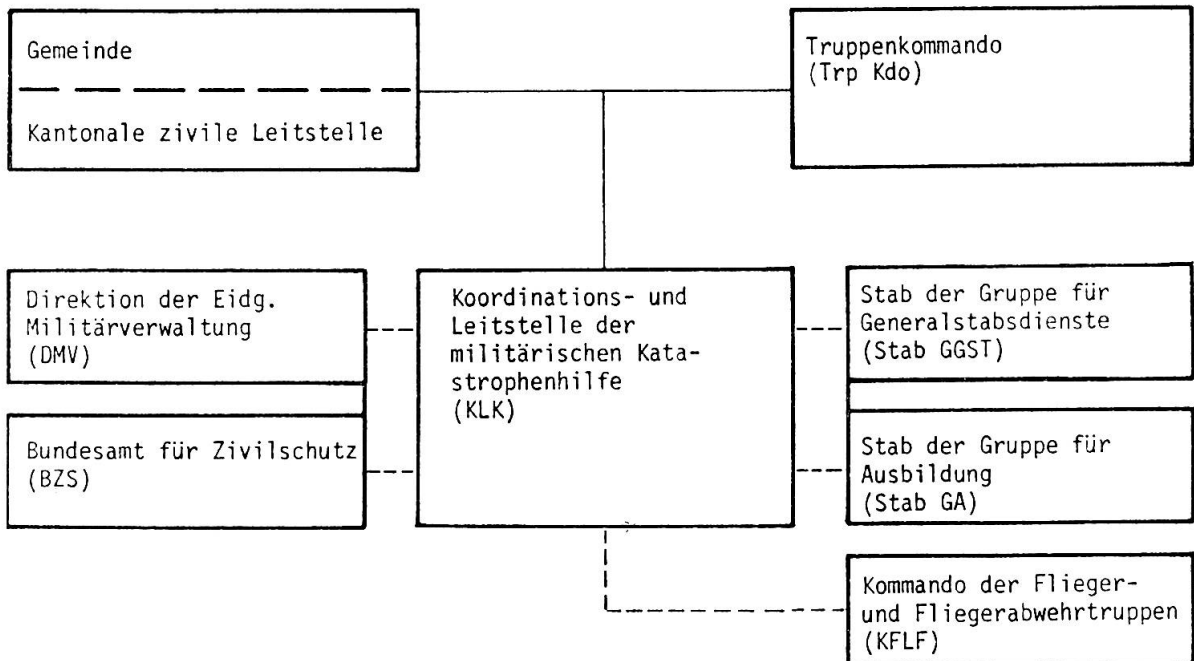 Gemeinde
Kantonale zivile Leitstelle
Truppenkommando
(Trp Kdo)
Direktion der Eidg.
Militärverwaltung
(DMV)
Bundesamt für Zivilschutz
(BZS)
Koordinations- und
Leitstelle der
militärischen Kata-
strophenhilfe
(KLK)
Stab der Gruppe für
Generalstabsdienste
(Stab GGST)
Stab der Gruppe für
Ausbildung
(Stab GA)
Kommando der Flieger-
und Fliegerabwehrtruppen
(KFLF)